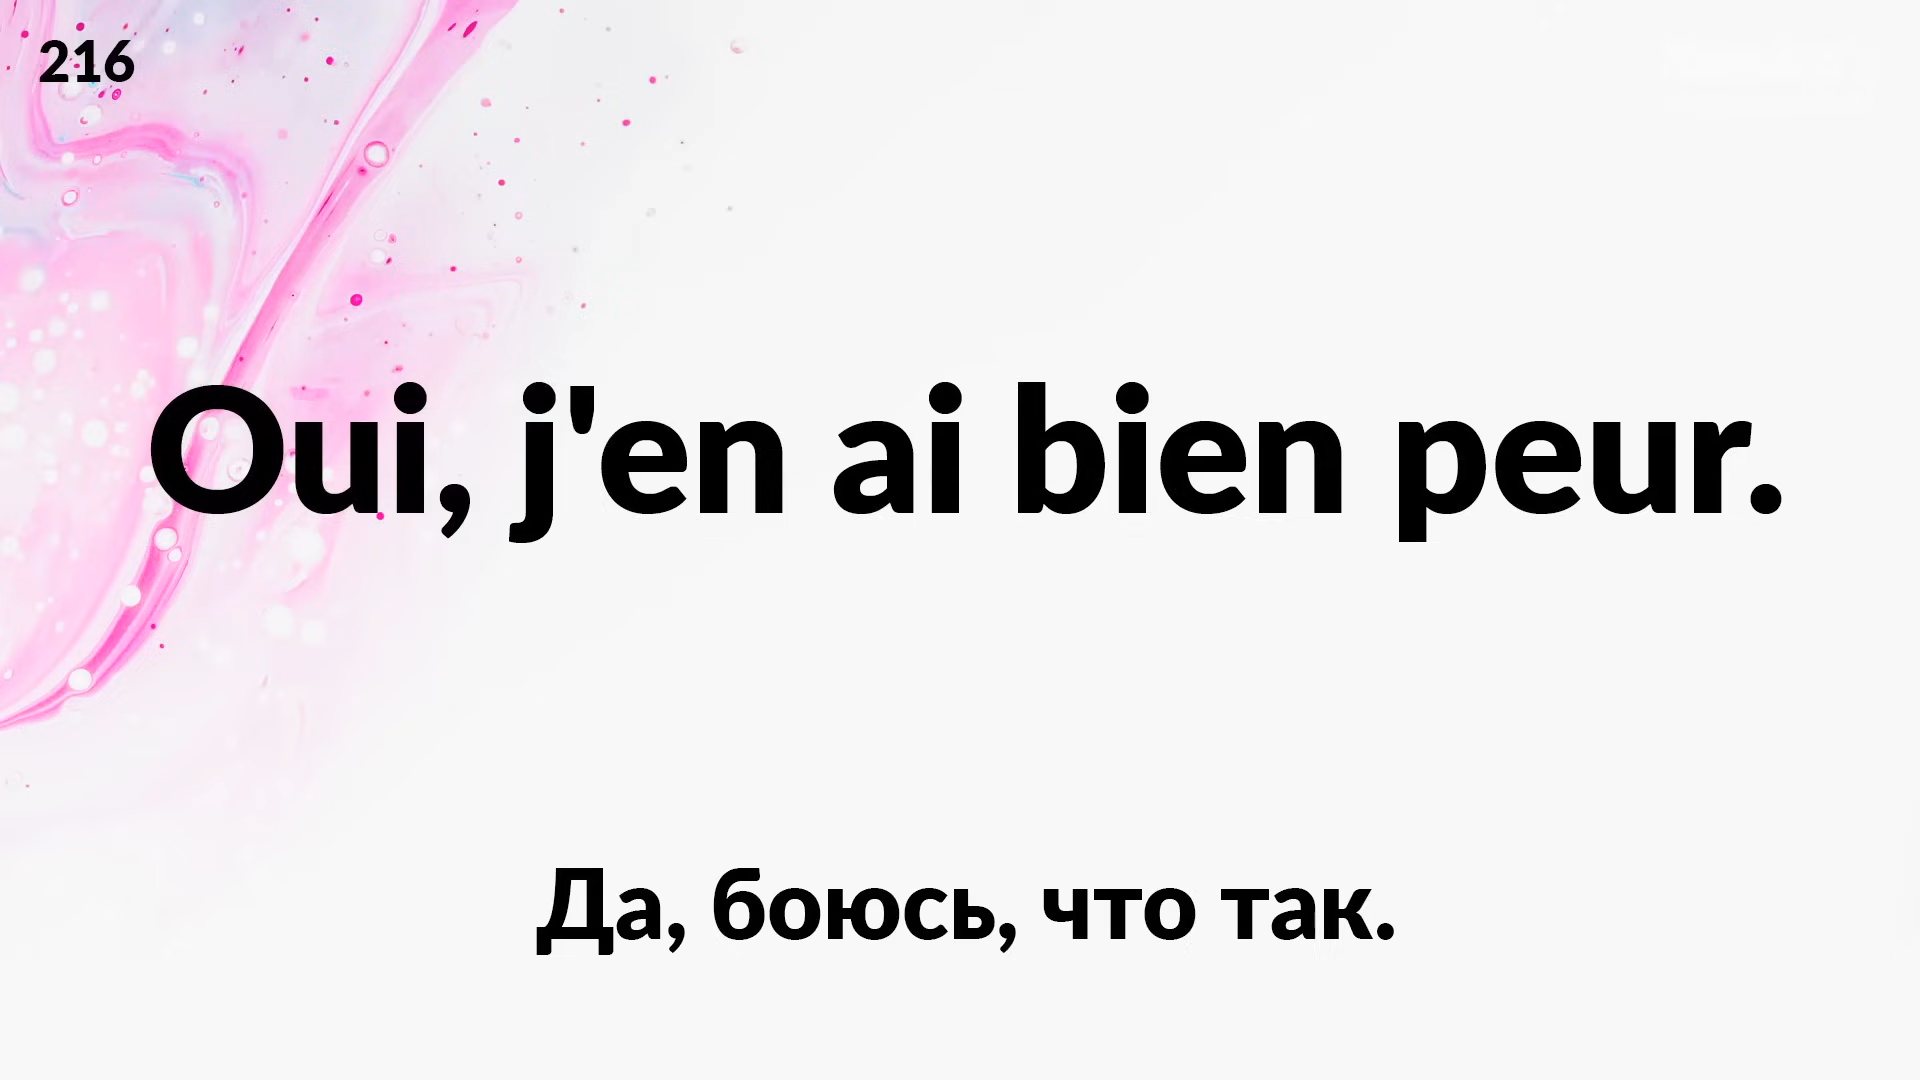 216
Oui, j'en ai bien peur.
Да, боюсь, что так.